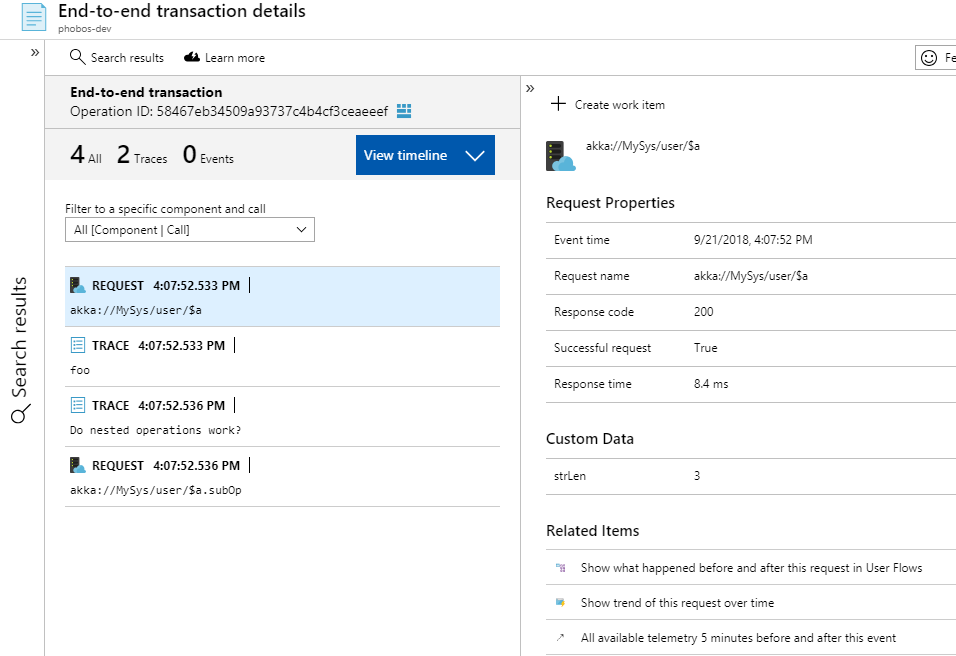 End-to-end transaction details
phobos-dev
»
Search results
Learn more
Fe
End-to-end transaction
Operation ID: 58467eb34509a93737c4b4cf3ceaeeef
4 All 2 Traces 0 Events
View timeline
Filter to a specific component and call
All [Component | Call]
REQUEST 4:07:52.533 PM
akka://MySys/user/$a
TRACE 4:07:52.533 PM
foo
TRACE 4:07:52.536 PM
Do nested operations work?
REQUEST 4:07:52.536 PM
akka://MySys/user/$a.subOp
Search results
»
Create work item
akka://MySys/user/$a
Request Properties
Event time 9/21/2018, 4:07:52 PM
Request name akka://MySys/user/$a
Response code 200
Successful request True
Response time 8.4 ms
Custom Data
strLen 3
Related Items
Show what happened before and after this request in User Flows
Show trend of this request over time
All available telemetry 5 minutes before and after this event